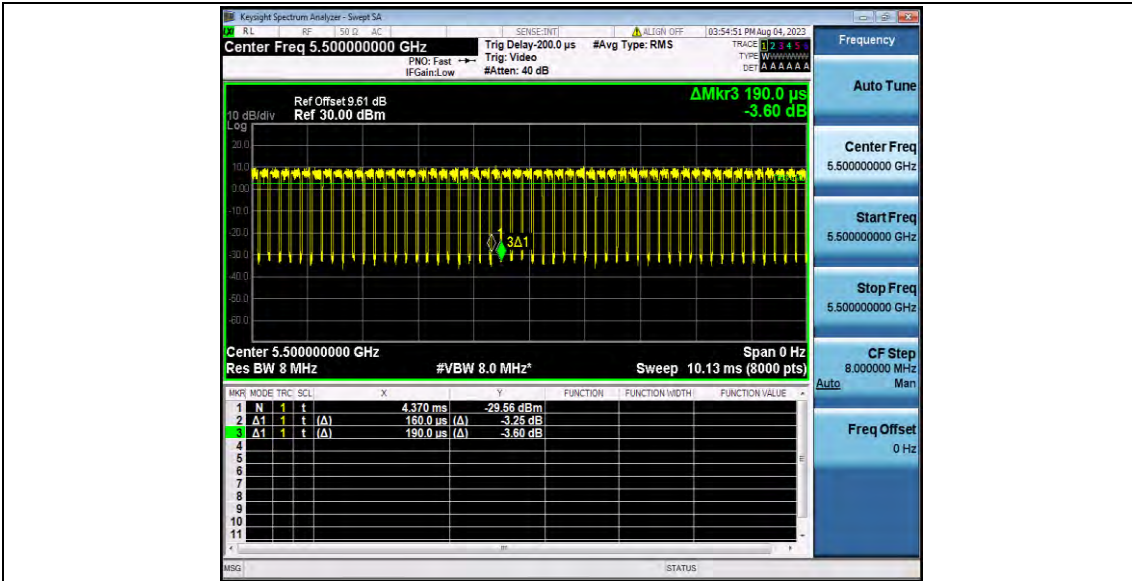 Keysight Spectrum Analyzer - Swept SA
RL RF 50 Ω AC SENSE:INT ALIGN OFF 03:54:51 PM Aug 04, 2023
Center Freq 5.500000000 GHz
PNO: Fast
IFGain:Low
Trig Delay-200.0 µs
Trig: Video
#Atten: 40 dB
#Avg Type: RMS
TRACE 1 2 3 4 5 6
TYPE W
DET A A A A A A
Frequency
Auto Tune
Center Freq
5.500000000 GHz
Start Freq
5.500000000 GHz
Stop Freq
5.500000000 GHz
CF Step
8.000000 MHz
Auto Man
Freq Offset
0 Hz
ΔMkr3 190.0 µs
-3.60 dB
Ref Offset 9.61 dB
10 dB/div Ref 30.00 dBm
Log
20.0
10.0
0.00
-10.0
-20.0
-30.0
-40.0
-50.0
-60.0
1
3Δ1
Center 5.500000000 GHz Span 0 Hz
Res BW 8 MHz #VBW 8.0 MHz* Sweep 10.13 ms (8000 pts)
MKR MODE TRC SCL X Y FUNCTION FUNCTION WIDTH FUNCTION VALUE
1 N 1 t 4.370 ms -29.56 dBm
2 Δ1 1 t (Δ) 160.0 µs (Δ) -3.25 dB
3 Δ1 1 t (Δ) 190.0 µs (Δ) -3.60 dB
4
5
6
7
8
9
10
11
MSG STATUS